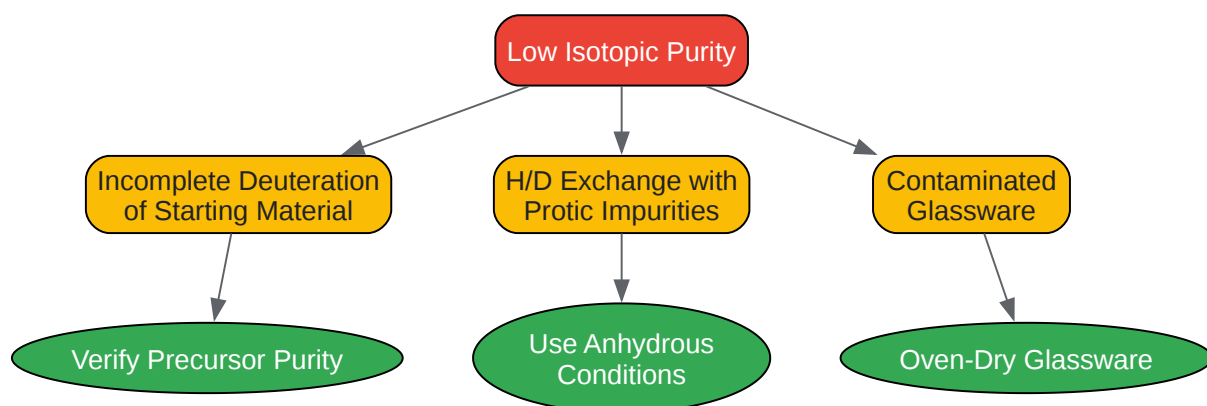 Low Isotopic Purity
Incomplete Deuteration
of Starting Material
H/D Exchange with
Protic Impurities
Contaminated
Glassware
Verify Precursor Purity
Use Anhydrous
Conditions
Oven-Dry Glassware